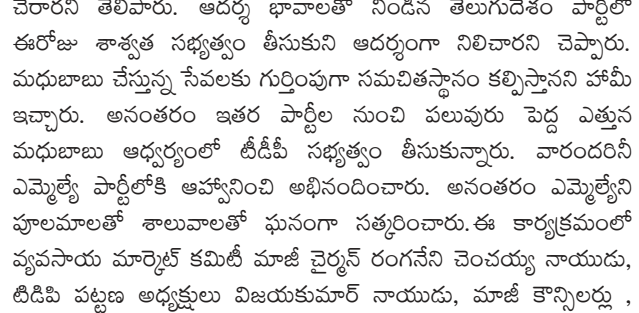 చేరారని తెలిపారు. ఆదర్శ భావాలతో నిండిన తెలుగుదేశం పార్టీలో
ఈరోజు శాశ్వత సభ్యత్వం తీసుకుని ఆదర్శంగా నిలిచారని చెప్పారు.
మధుబాబు చేస్తున్న సేవలకు గుర్తింపుగా సమచితస్థానం కల్పిస్తానని హామీ
ఇచ్చారు. అనంతరం ఇతర పార్టీల నుంచి పలువురు పెద్ద ఎత్తున
మధుబాబు ఆధ్వర్యంలో టీడీపీ సభ్యత్వం తీసుకున్నారు. వారందరినీ
ఎమ్మెల్యే పార్టీలోకి ఆహ్వానించి అభినందించారు. అనంతరం ఎమ్మెల్యేని
పూలమాలతో శాలువాలతో ఘనంగా సత్కరించారు.ఈ కార్యక్రమంలో
వ్యవసాయ మార్కెట్ కమిటీ మాజీ చైర్మన్ రంగనేని చెంచయ్య నాయుడు,
టిడిపి పట్టణ అధ్యక్షులు విజయకుమార్ నాయుడు, మాజీ కౌన్సిలర్లు ,